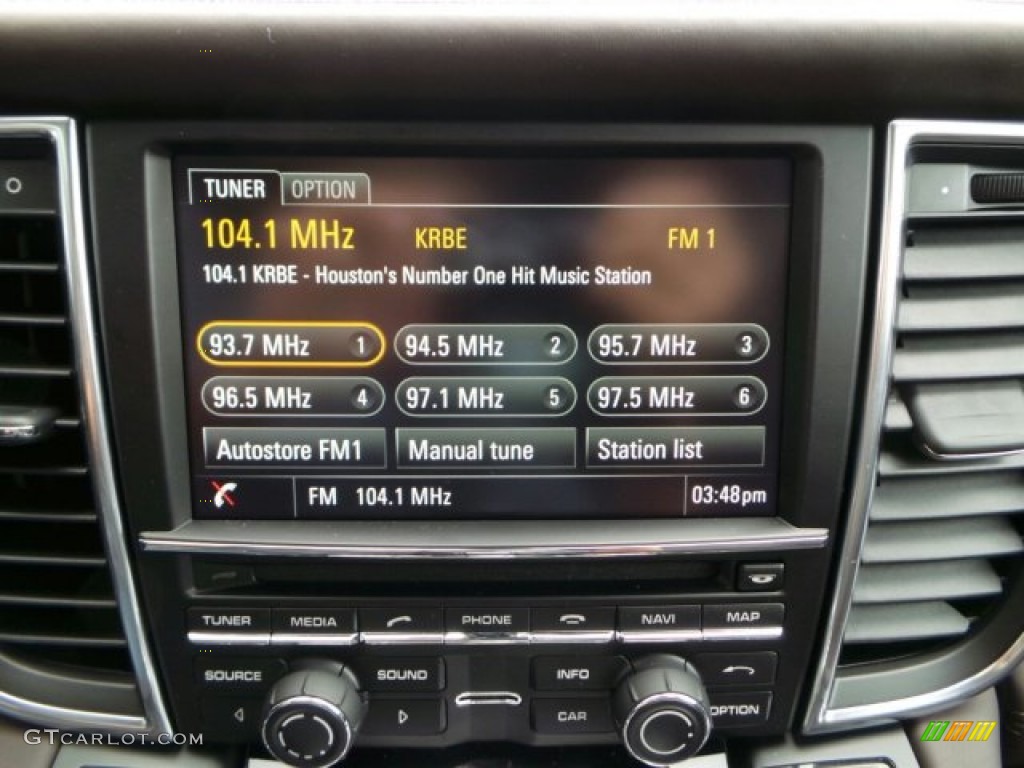 TUNER OPTION
104.1 MHz KRBE FM 1
104.1 KRBE - Houston's Number One Hit Music Station
93.7 MHz 1 94.5 MHz 2 95.7 MHz 3
96.5 MHz 4 97.1 MHz 5 97.5 MHz 6
Autostore FM1 Manual tune Station list
FM 104.1 MHz 03:48pm
TUNER MEDIA PHONE NAVI MAP
SOURCE SOUND INFO
CAR OPTION
GTCARLOT.COM